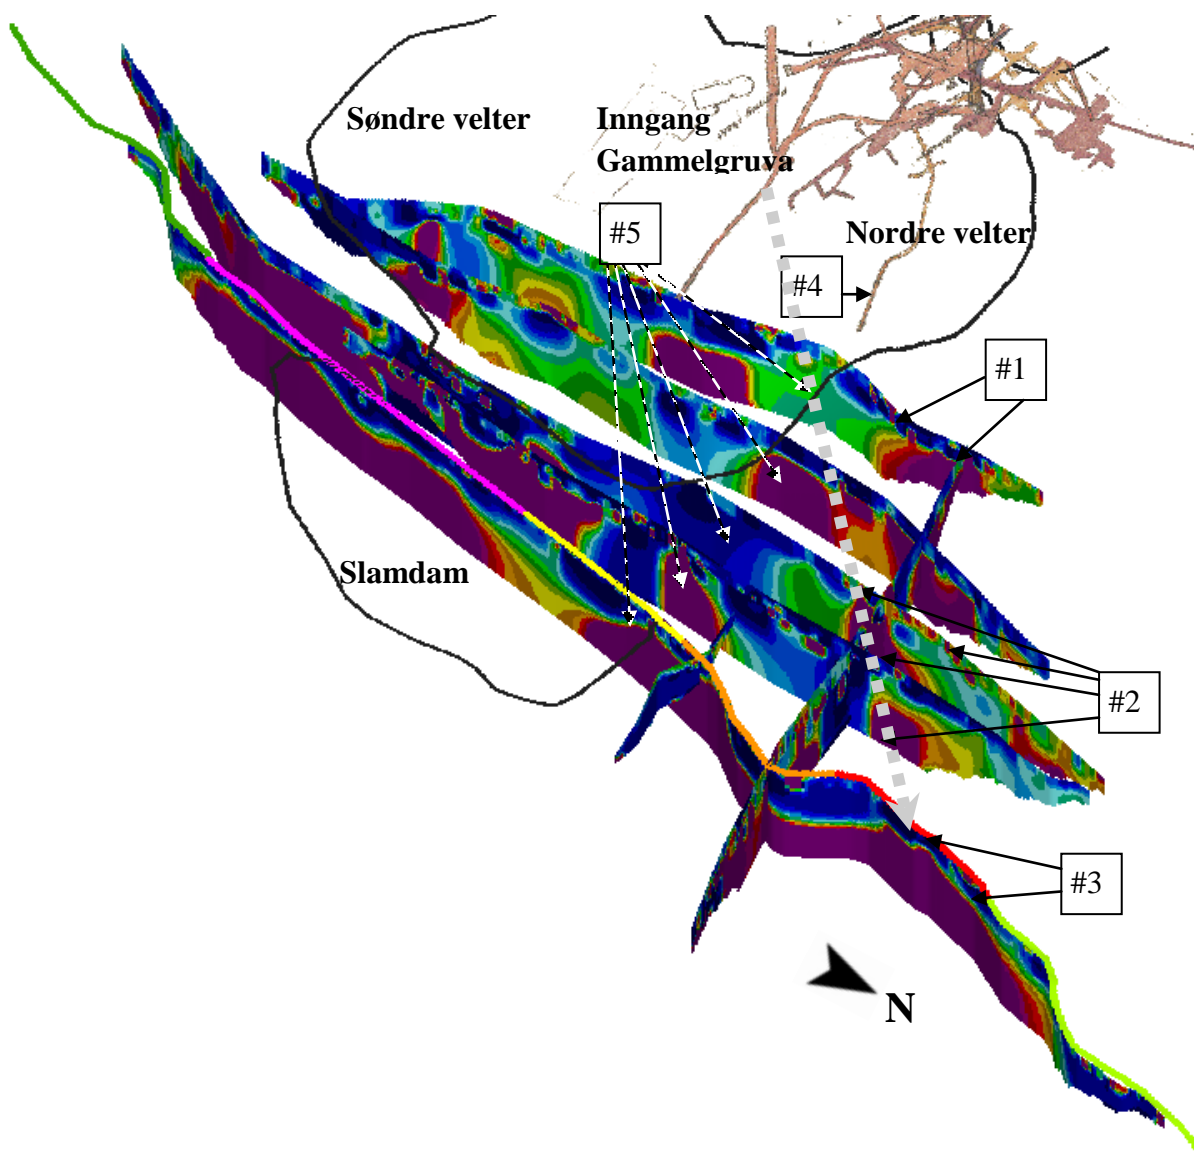 Søndre velter
Inngang
Gammelgruva
#5
Nordre velter
#4
#1
Slamdam
#2
#3
N